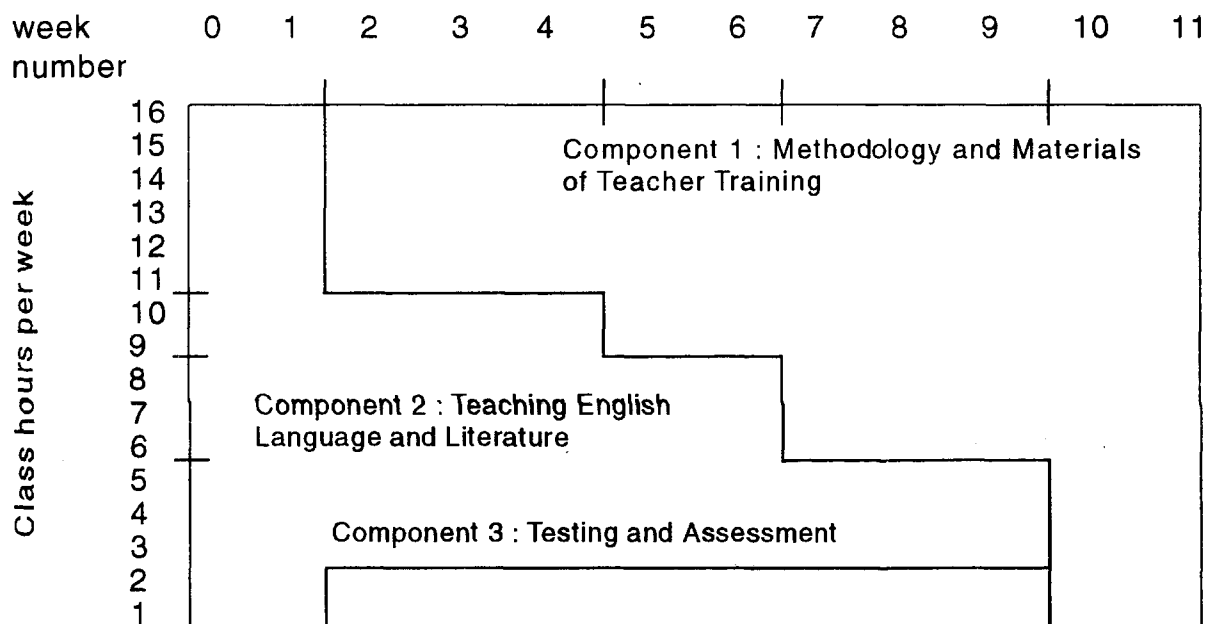 week 0 1 2 3 4 5 6 7 8 9 10 11
number
16
15
Component 1 : Methodology and Materials
14
of Teacher Training
13
12
11
10
9
8
Component 2 : Teaching English
7
Language and Literature
6
5
4
Component 3 : Testing and Assessment
3
2
1
Class hours per week